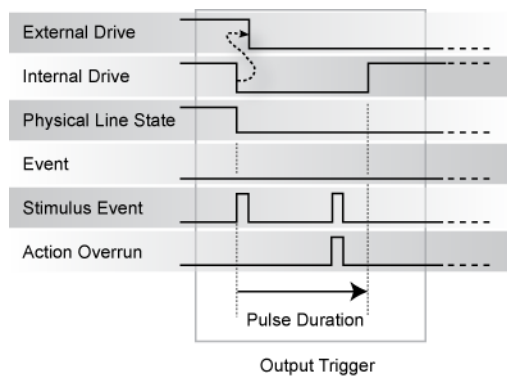 External Drive
Internal Drive
Physical Line State
Event
Stimulus Event
Action Overrun
Pulse Duration
Output Trigger